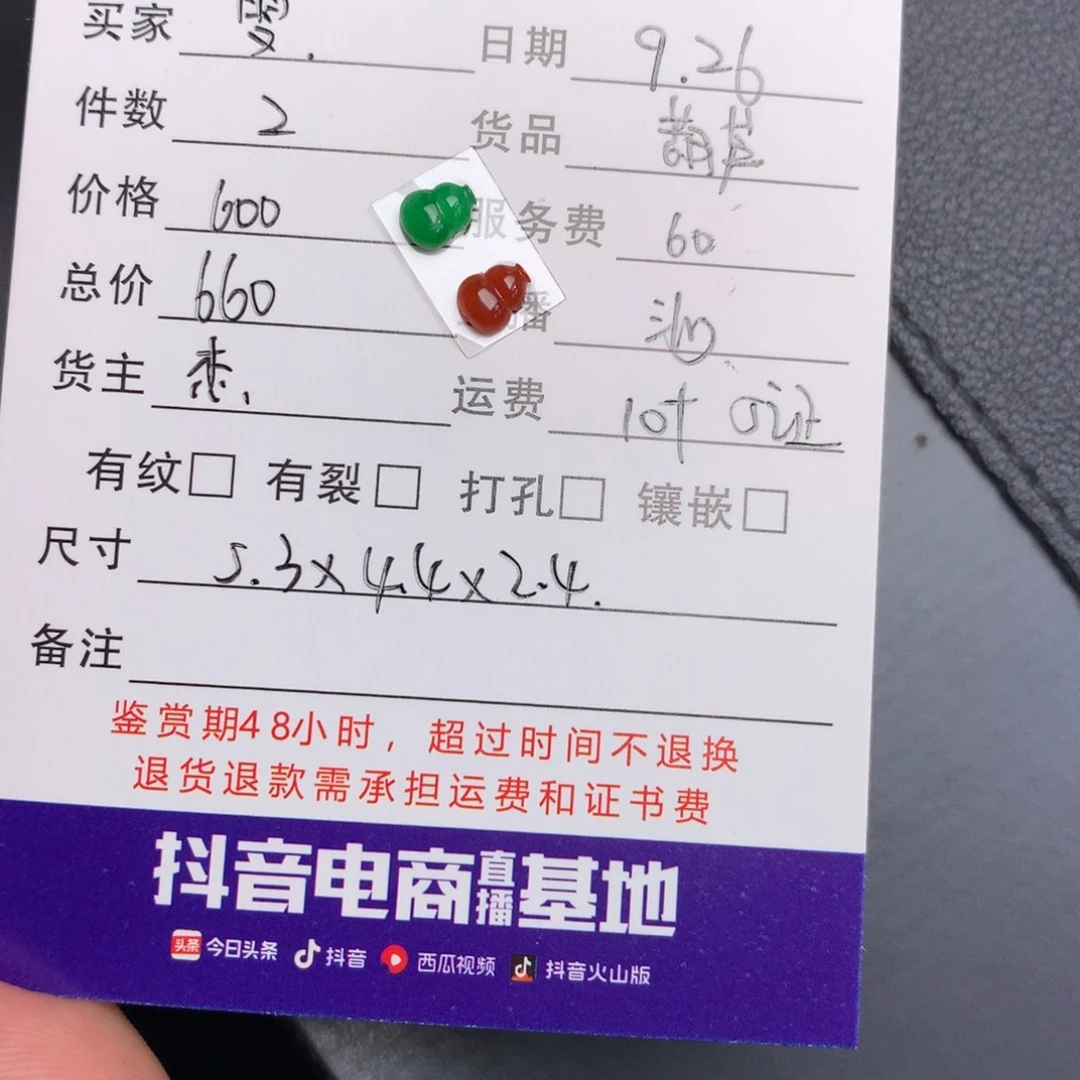 买家 雯. 日期 9.26
件数 2 货品 葫芦
价格 600 服务费 60
总价 660 播
货主 杰. 运费 10+ 证
有纹□ 有裂□ 打孔□ 镶嵌□
尺寸 5.3x4.4x2.4.
备注
鉴赏期48小时，超过时间不退换
退货退款需承担运费和证书费
抖音电商直播基地
头条 今日头条 抖音 西瓜视频 抖音火山版